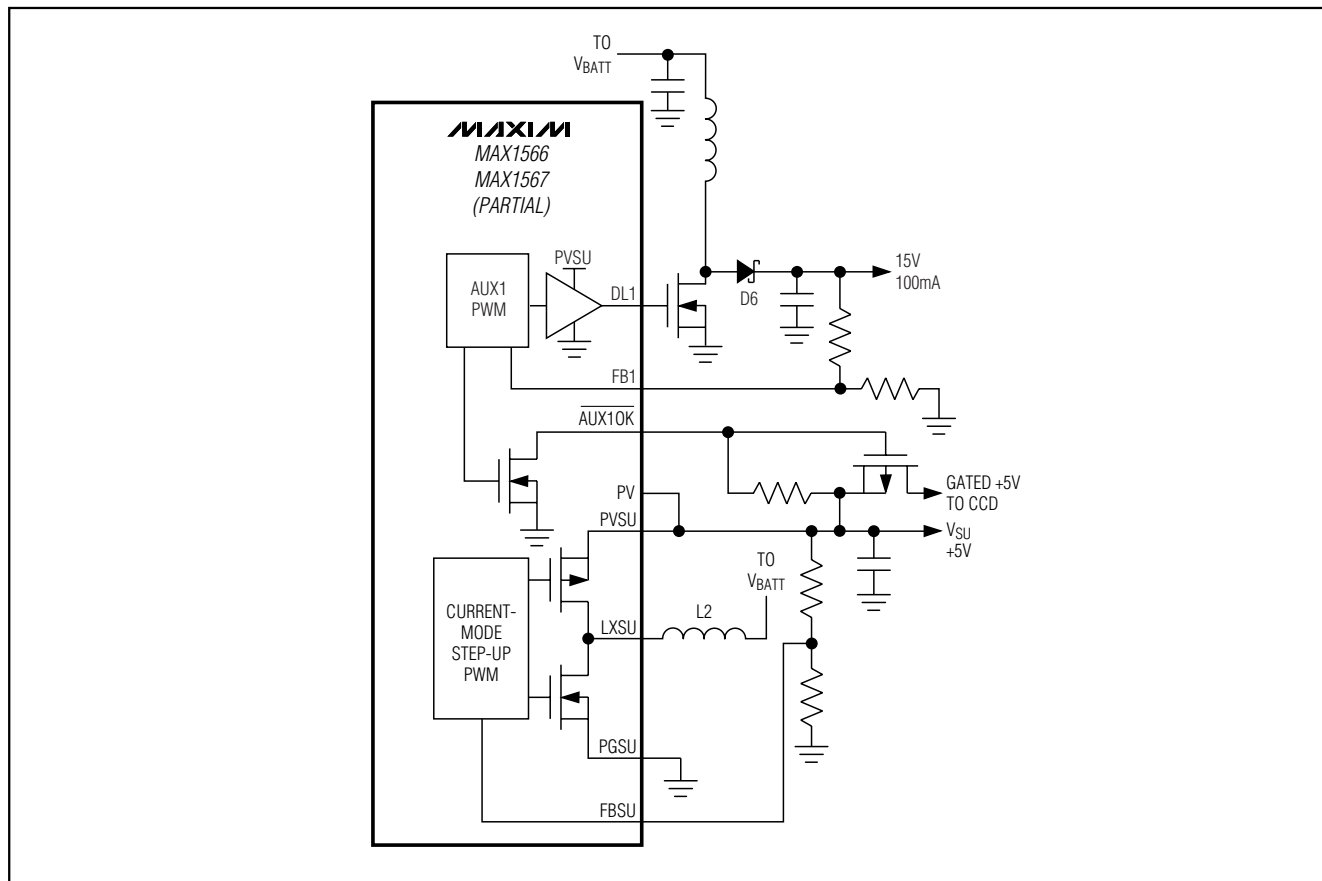 TO
VBATT
MAXIM
MAX1566
MAX1567
(PARTIAL)
PVSU
AUX1
PWM
DL1
D6
15V
100mA
FB1
AUX1OK
PV
PVSU
GATED +5V
TO CCD
VSU
+5V
TO
VBATT
L2
CURRENT-
MODE
STEP-UP
PWM
LXSU
PGSU
FBSU